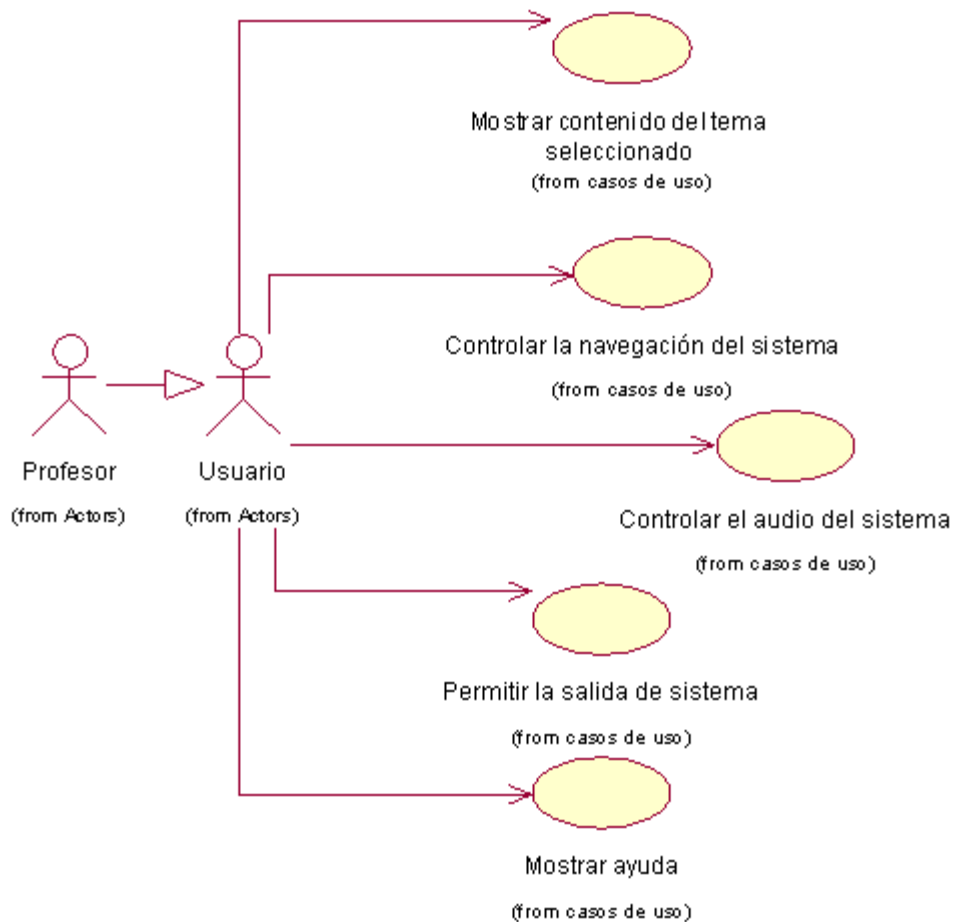 Mostrar contenido del tema
seleccionado
(from casos de uso)
Controlar la navegación del sistema
(from casos de uso)
Profesor
(from Actors)
Usuario
(from Actors)
Controlar el audio del sistema
(from casos de uso)
Permitir la salida de sistema
(from casos de uso)
Mostrar ayuda
(from casos de uso)